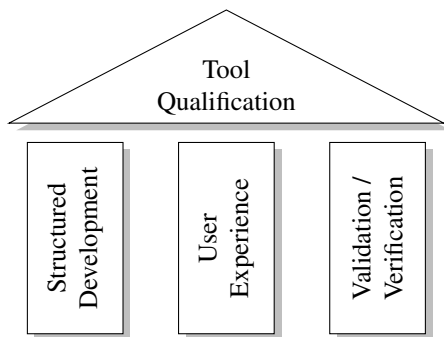 Tool
Qualification
Structured
Development
User
Experience
Validation /
Verification